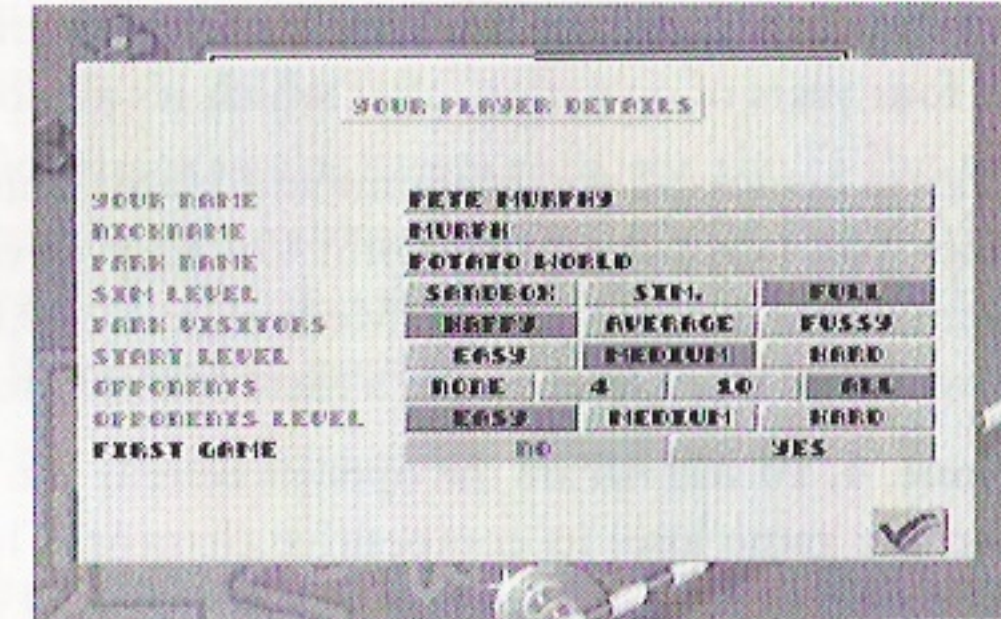 YOUR PLAYER DETAILS
YOUR NAME PETE MURPHY
NICKNAME MURPH
PARK NAME POTATO WORLD
SIM LEVEL SANDBOX SIM. FULL
PARK VISITORS HAPPY AVERAGE FUSSY
START LEVEL EASY MEDIUM HARD
OPPONENTS NONE 4 10 ALL
OPPONENTS LEVEL EASY MEDIUM HARD
FIRST GAME NO YES